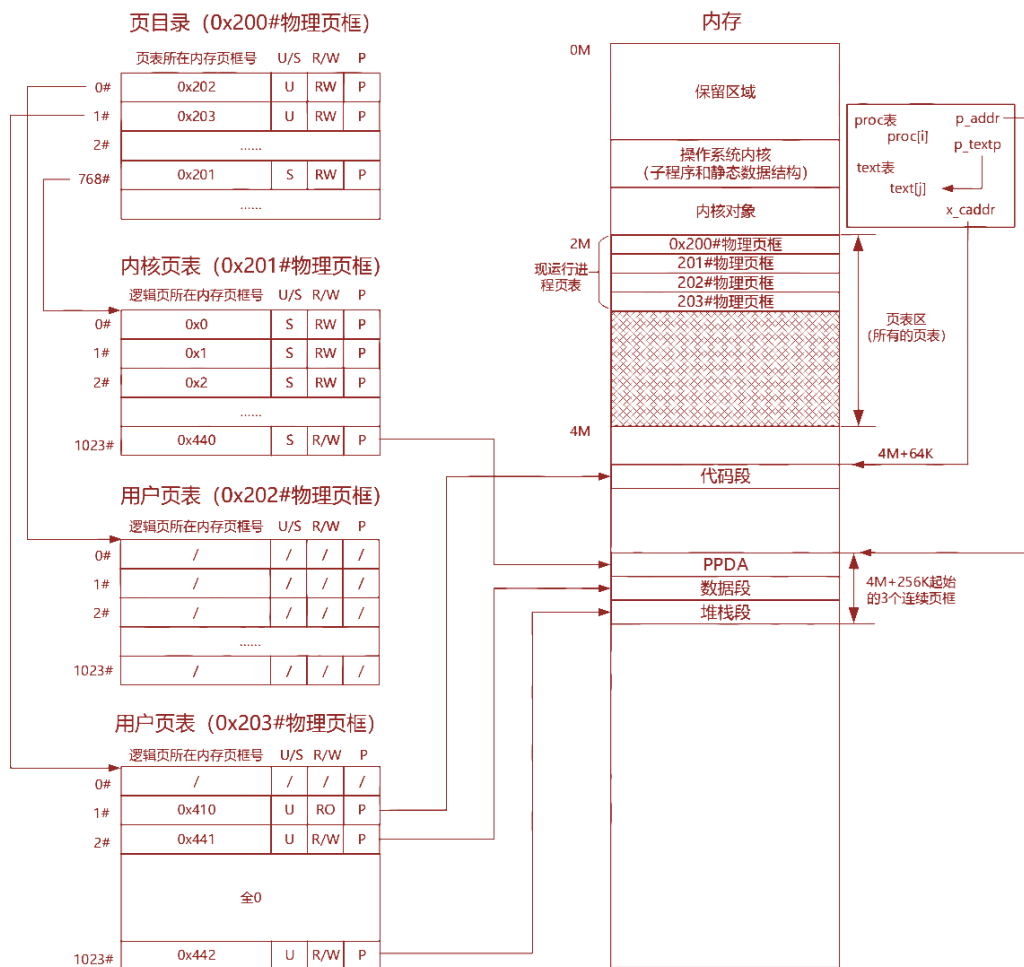 页目录（0x200#物理页框）
页表所在内存页框号 U/S R/W P
0# 0x202 U RW P
1# 0x203 U RW P
2# ......
768# 0x201 S RW P
......
内核页表（0x201#物理页框）
逻辑页所在内存页框号 U/S R/W P
0# 0x0 S RW P
1# 0x1 S RW P
2# 0x2 S RW P
......
1023# 0x440 S R/W P
用户页表（0x202#物理页框）
逻辑页所在内存页框号 U/S R/W P
0# / / / /
1# / / / /
2# / / / /
......
1023# / / / /
用户页表（0x203#物理页框）
逻辑页所在内存页框号 U/S R/W P
0# / / / /
1# 0x410 U RO P
2# 0x441 U R/W P
全0
1023# 0x442 U R/W P
内存
0M
保留区域
操作系统内核
（子程序和静态数据结构）
内核对象
2M
0x200#物理页框
201#物理页框
202#物理页框
203#物理页框
现运行进
程页表
页表区
（所有的页表）
4M
4M+64K
代码段
PPDA
数据段
堆栈段
4M+256K起始
的3个连续页框
proc表 p_addr
proc[i]
p_textp
text表
text[j]
x_caddr